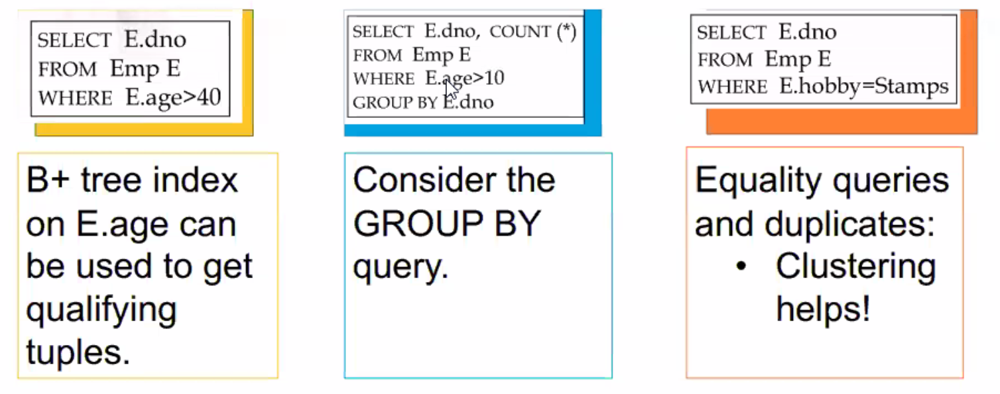 SELECT E.dno
FROM Emp E
WHERE E.age>40
B+ tree index
on E.age can
be used to get
qualifying
tuples.
SELECT E.dno, COUNT (*)
FROM Emp E
WHERE E.age>10
GROUP BY E.dno
Consider the
GROUP BY
query.
SELECT E.dno
FROM Emp E
WHERE E.hobby=Stamps
Equality queries
and duplicates:
• Clustering
helps!